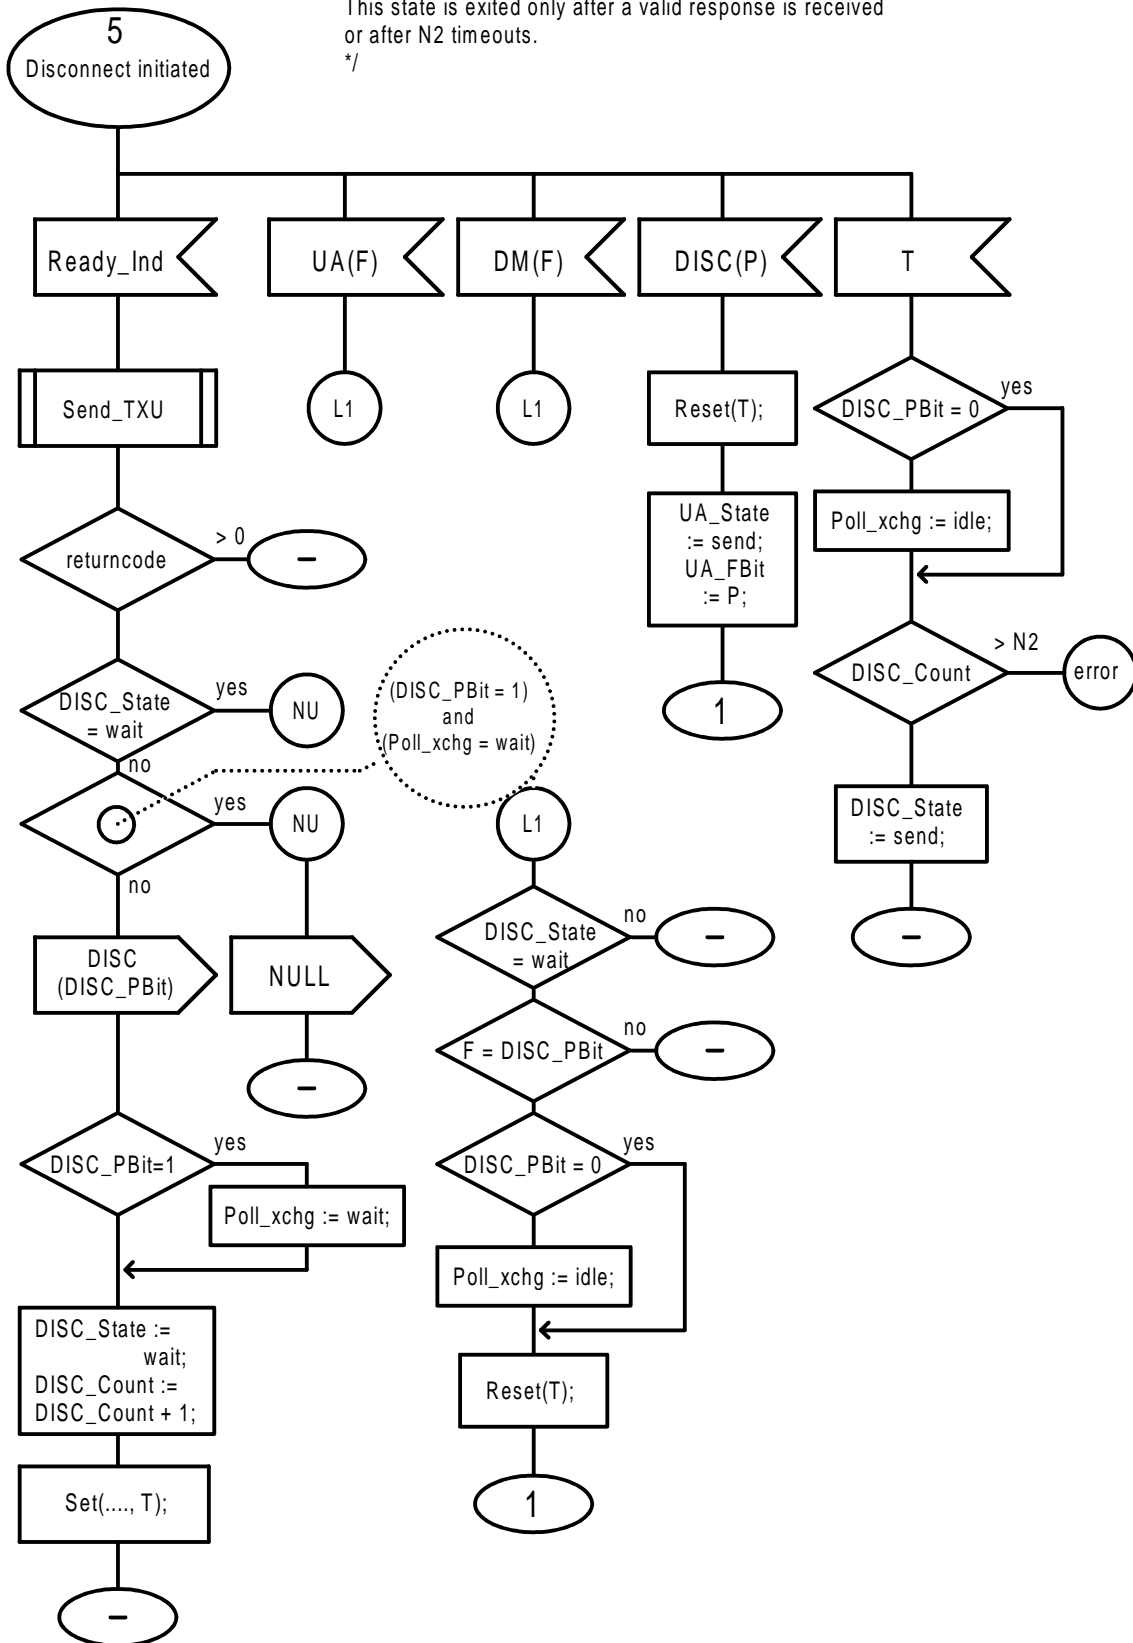 This state is exited only after a valid response is received
or after N2 timeouts.
*/
5
Disconnect initiated
Ready_Ind
UA(F)
DM(F)
DISC(P)
T
Send_TXU
L1
L1
Reset(T);
DISC_PBit = 0
yes
Poll_xchg := idle;
UA_State
:= send;
UA_FBit
:= P;
returncode
> 0
–
DISC_Count
> N2
error
DISC_State
= wait
yes
NU
no
(DISC_PBit = 1)
and
(Poll_xchg = wait)
1
yes
NU
no
L1
DISC_State
:= send;
–
DISC
(DISC_PBit)
NULL
–
DISC_State
= wait
no
–
F = DISC_PBit
no
–
DISC_PBit=1
yes
Poll_xchg := wait;
DISC_PBit = 0
yes
Poll_xchg := idle;
DISC_State :=
wait;
DISC_Count :=
DISC_Count + 1;
Reset(T);
Set(...., T);
1
–